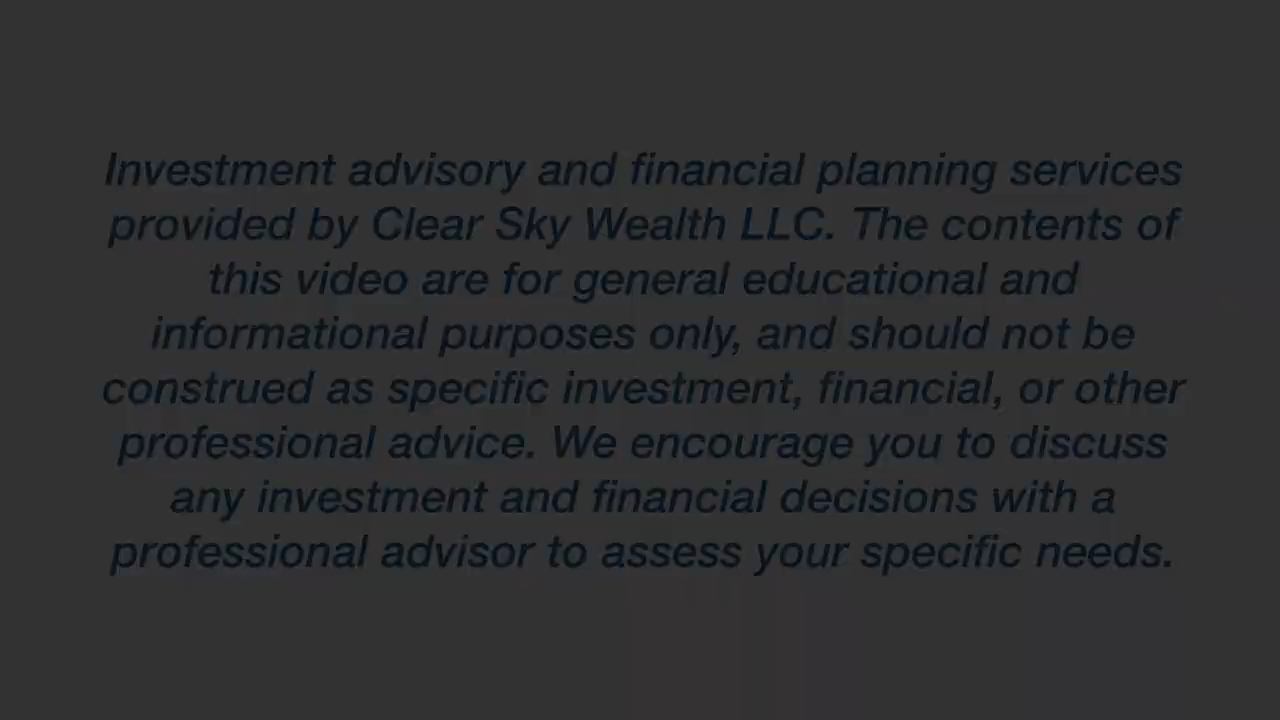 Investment advisory and financial planning services
provided by Clear Sky Wealth LLC. The contents of
this video are for general educational and
informational purposes only, and should not be
construed as specific investment, financial, or other
professional advice. We encourage you to discuss
any investment and financial decisions with a
professional advisor to assess your specific needs.